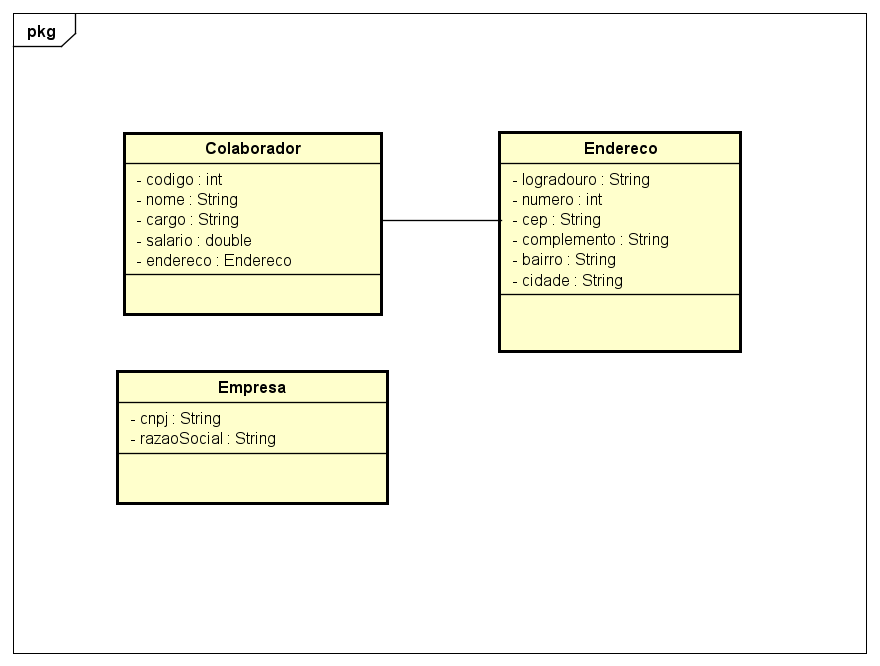 pkg
Colaborador
- codigo : int
- nome : String
- cargo : String
- salario : double
- endereco : Endereco
Endereco
- logradouro : String
- numero : int
- cep : String
- complemento : String
- bairro : String
- cidade : String
Empresa
- cnpj : String
- razaoSocial : String